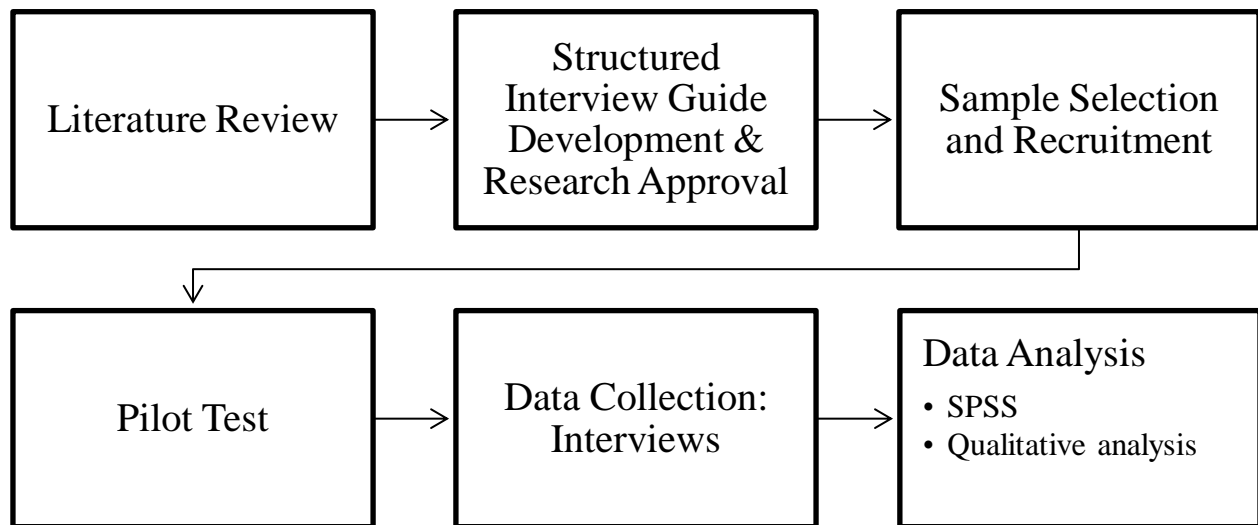 Literature Review
Structured
Interview Guide
Development &
Research Approval
Sample Selection
and Recruitment
Pilot Test
Data Collection:
Interviews
Data Analysis
• SPSS
• Qualitative analysis